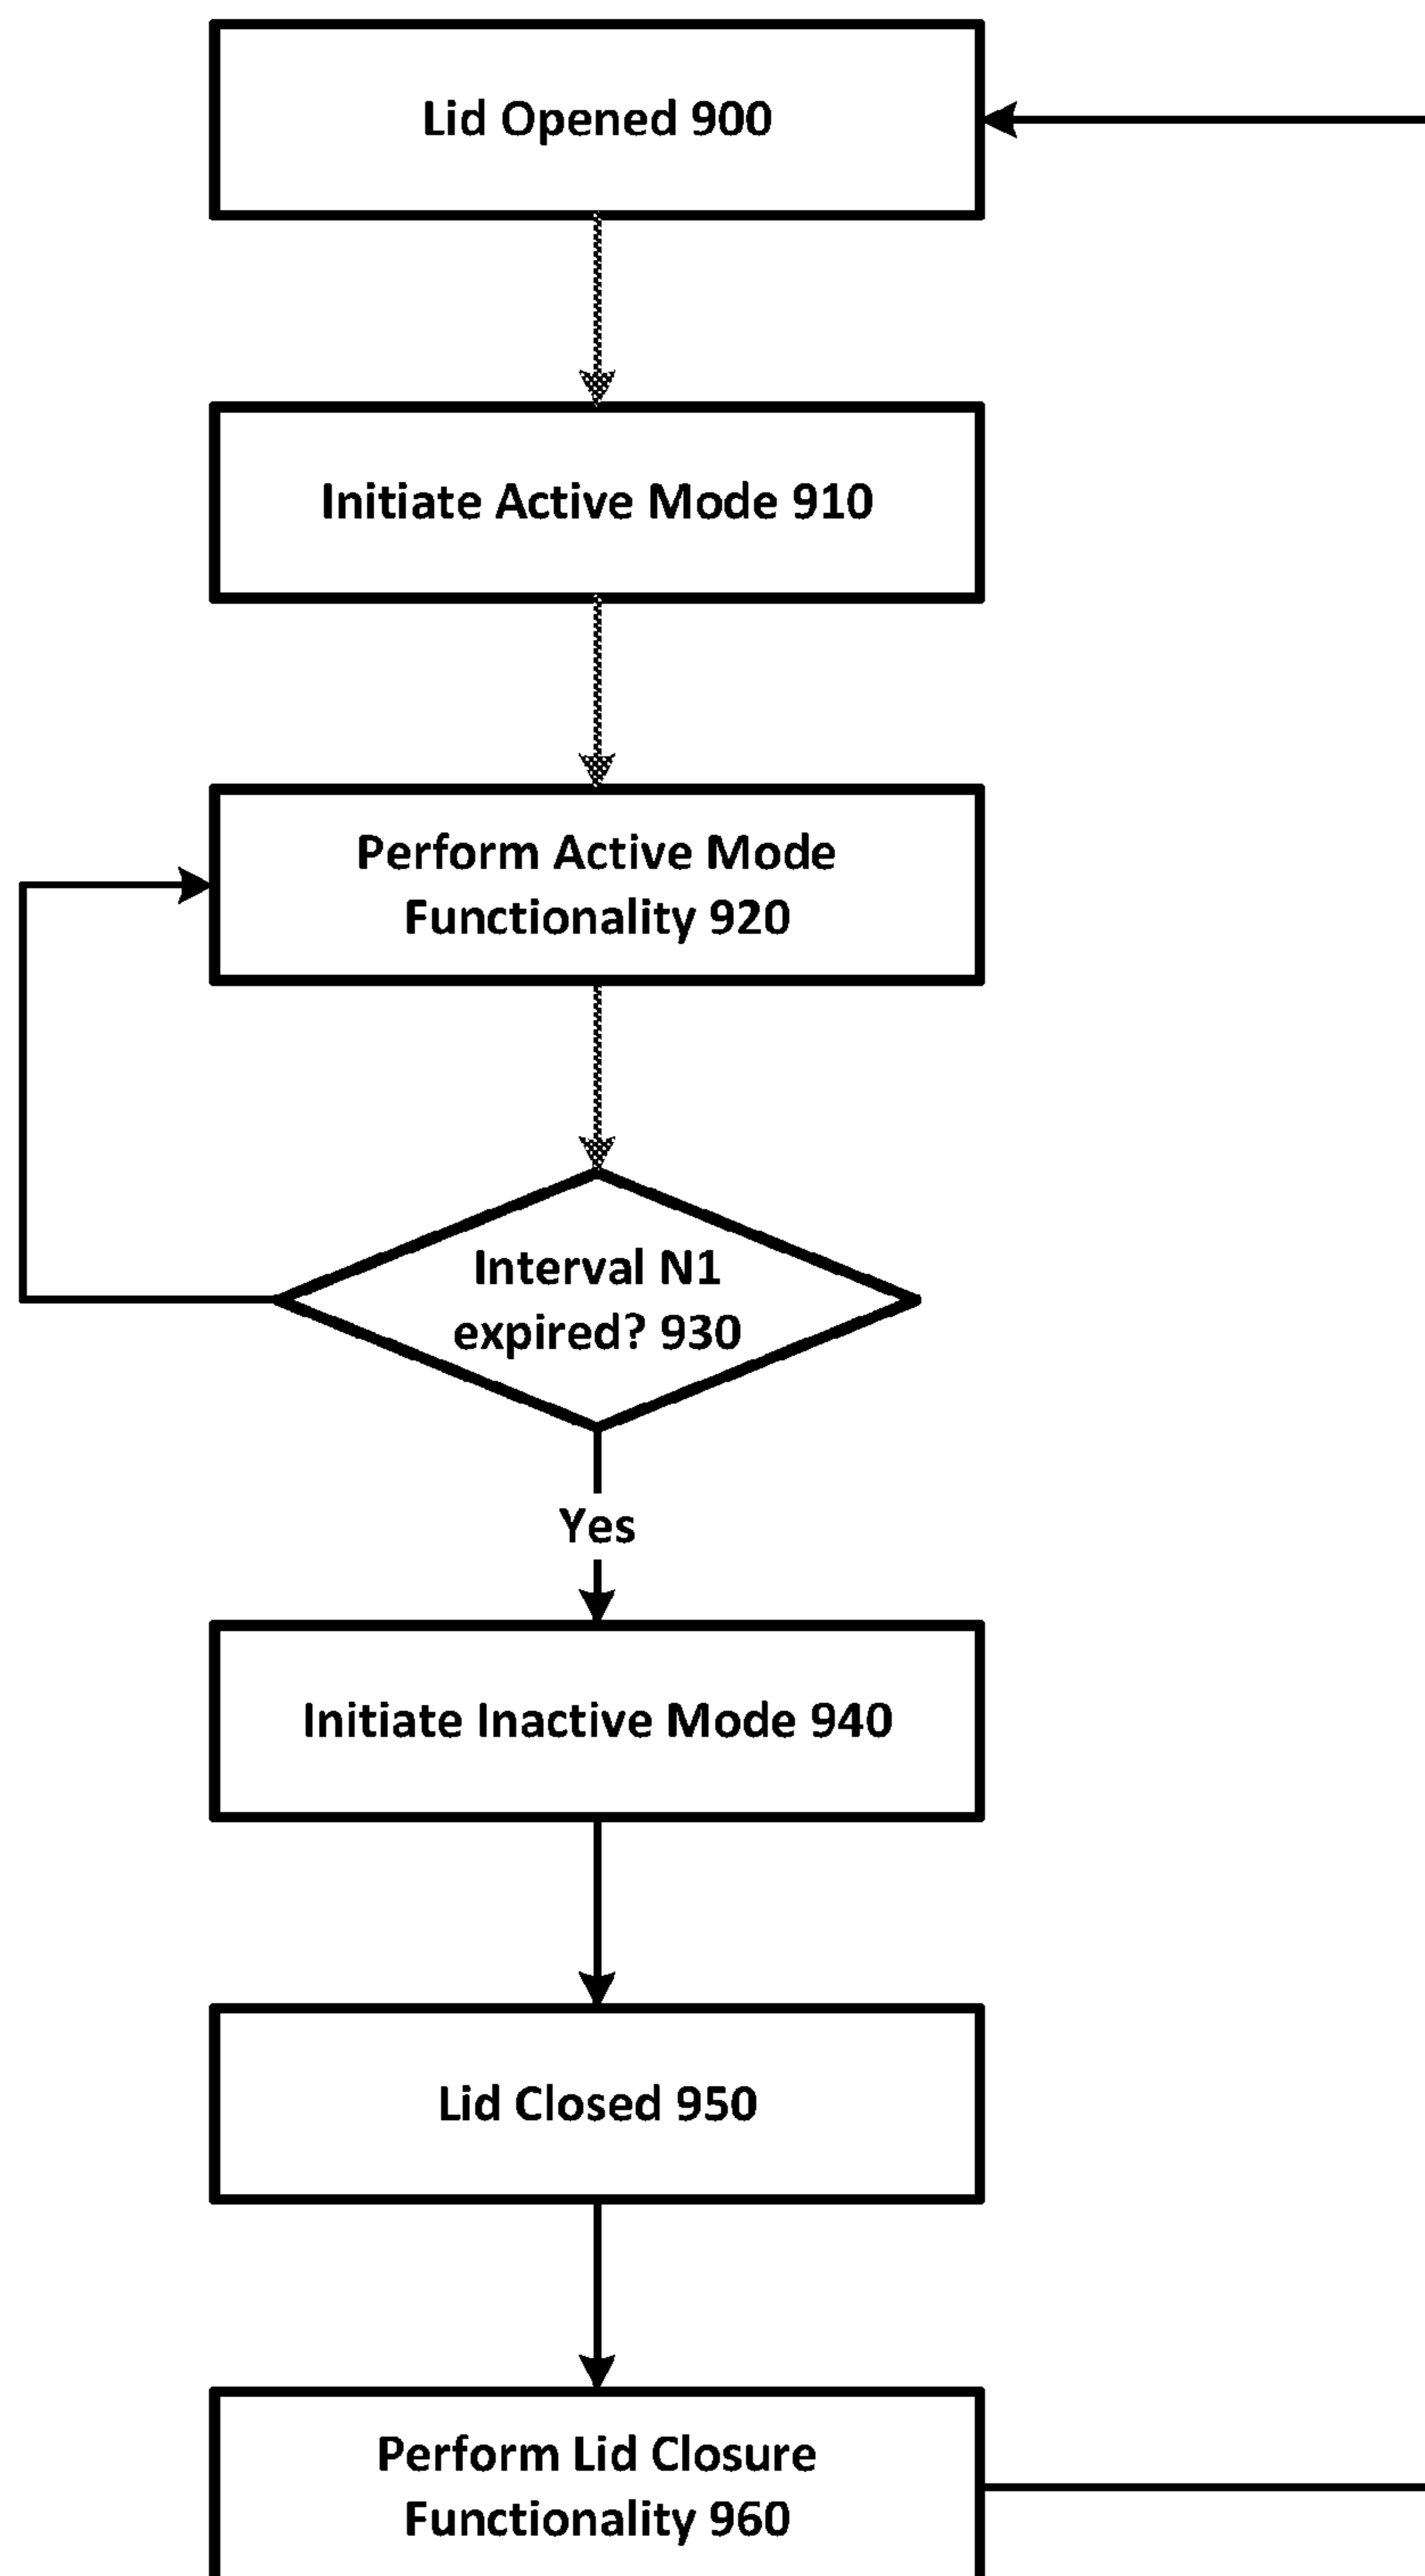 Lid Opened 900
Initiate Active Mode 910
Perform Active Mode
Functionality 920
Interval N1
expired? 930
Yes
Initiate Inactive Mode 940
Lid Closed 950
Perform Lid Closure
Functionality 960